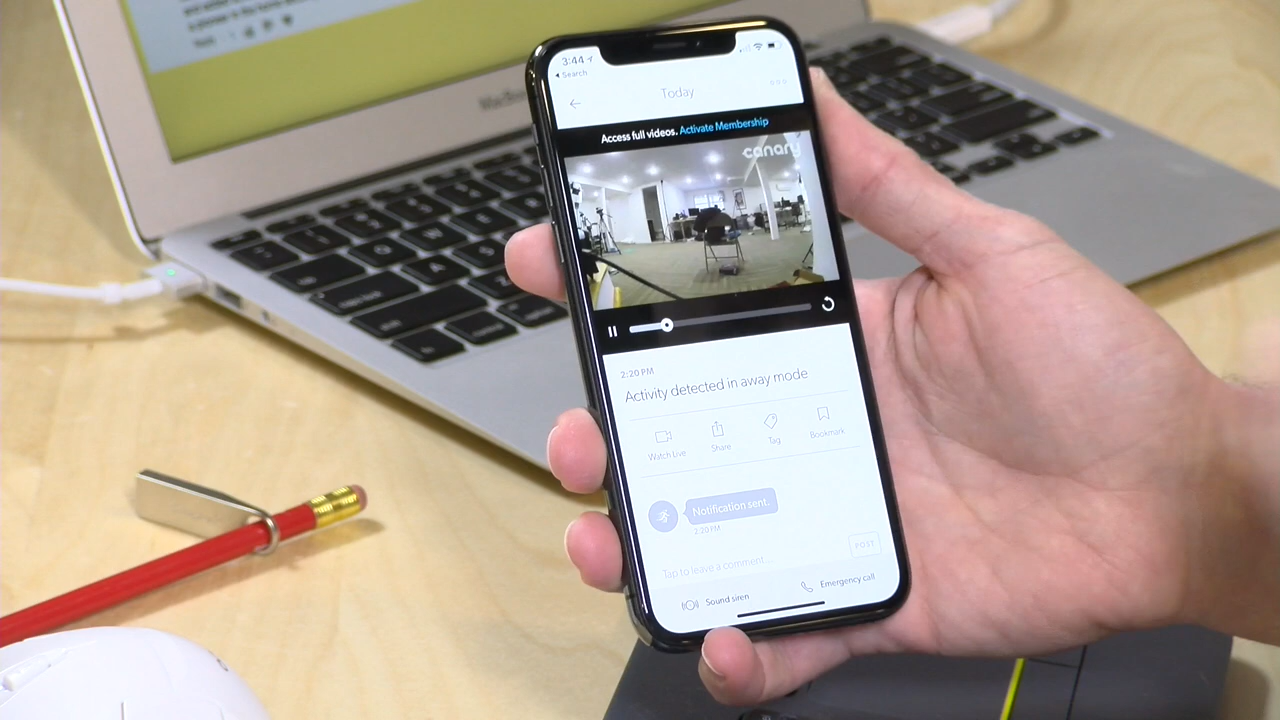 3:44
Search
Today
Access full videos. Activate Membership
canary
2:20 PM
Activity detected in away mode
Watch Live
Share
Tag
Bookmark
Notification sent.
2:20 PM
Tap to leave a comment...
POST
Sound siren
Emergency call